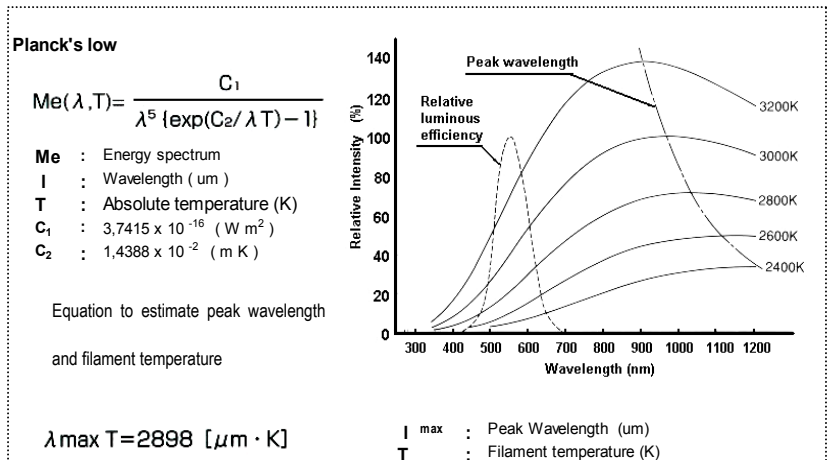 Planck's low
Me(λ,T)= C₁ / λ⁵ {exp(C₂/λT)−1}
Me : Energy spectrum
l : Wavelength ( um )
T : Absolute temperature (K)
C₁ : 3,7415 x 10 ⁻¹⁶ ( W m² )
C₂ : 1,4388 x 10 ⁻² ( m K )
Equation to estimate peak wavelength
and filament temperature
λmax T=2898 [μm · K]
Relative Intensity (%)
140
120
100
80
60
40
20
0
Peak wavelength
Relative
luminous
efficiency
3200K
3000K
2800K
2600K
2400K
300 400 500 600 700 800 900 1000 1100 1200
Wavelength (nm)
l max : Peak Wavelength (um)
T : Filament temperature (K)